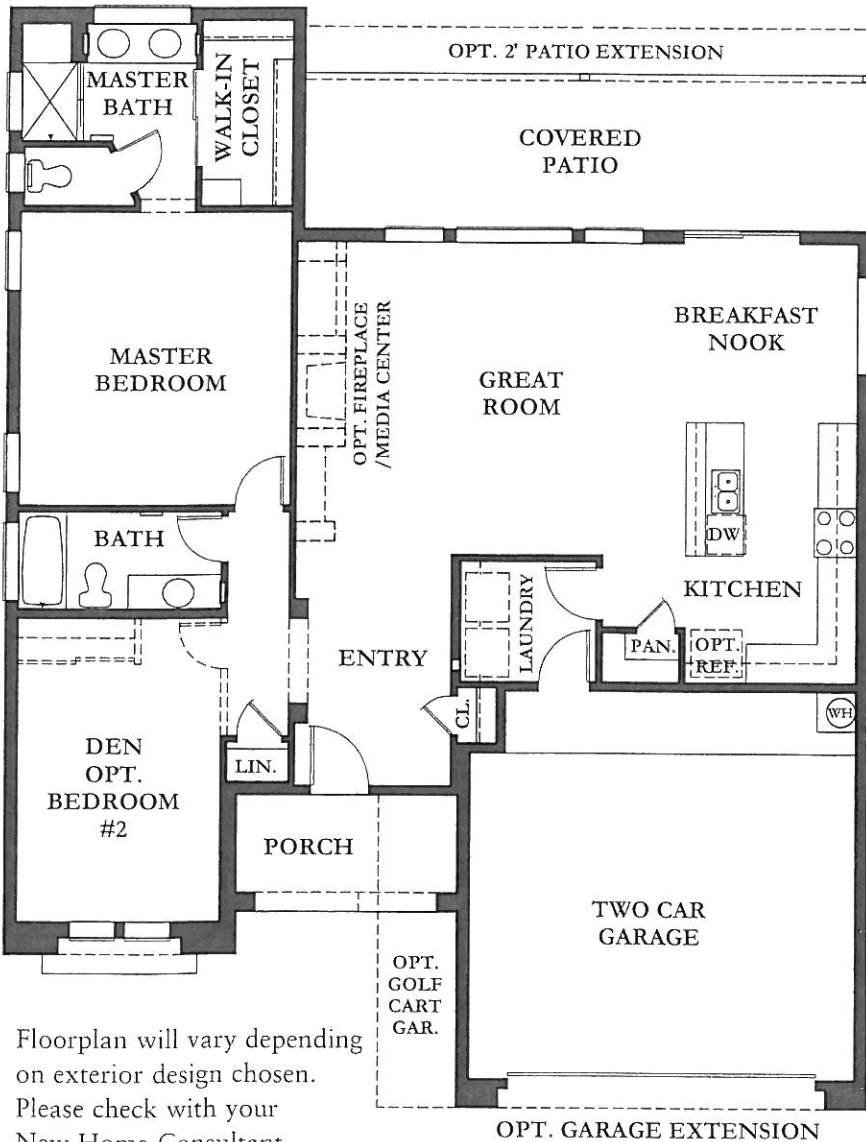 OPT. 2' PATIO EXTENSION
MASTER
BATH
WALK-IN
CLOSET
COVERED
PATIO
MASTER
BEDROOM
OPT. FIREPLACE
/MEDIA CENTER
GREAT
ROOM
BREAKFAST
NOOK
BATH
DW
KITCHEN
LAUNDRY
PAN.
OPT.
REF.
ENTRY
CL.
WH
DEN
OPT.
BEDROOM
#2
LIN.
PORCH
TWO CAR
GARAGE
OPT.
GOLF
CART
GAR.
Floorplan will vary depending
on exterior design chosen.
Please check with your
New Home Consultant
OPT. GARAGE EXTENSION